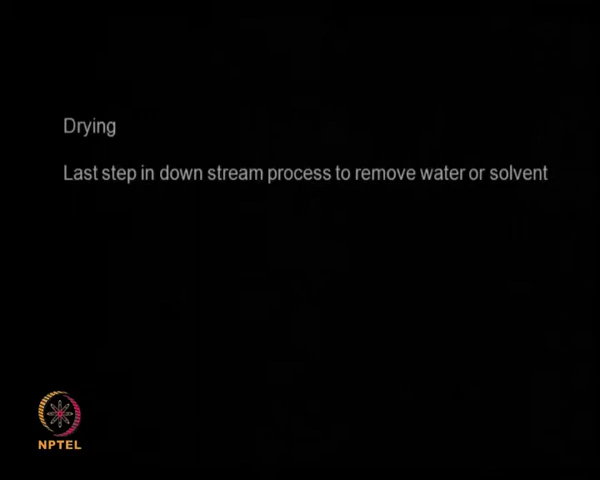 Drying
Last step in down stream process to remove water or solvent
NPTEL